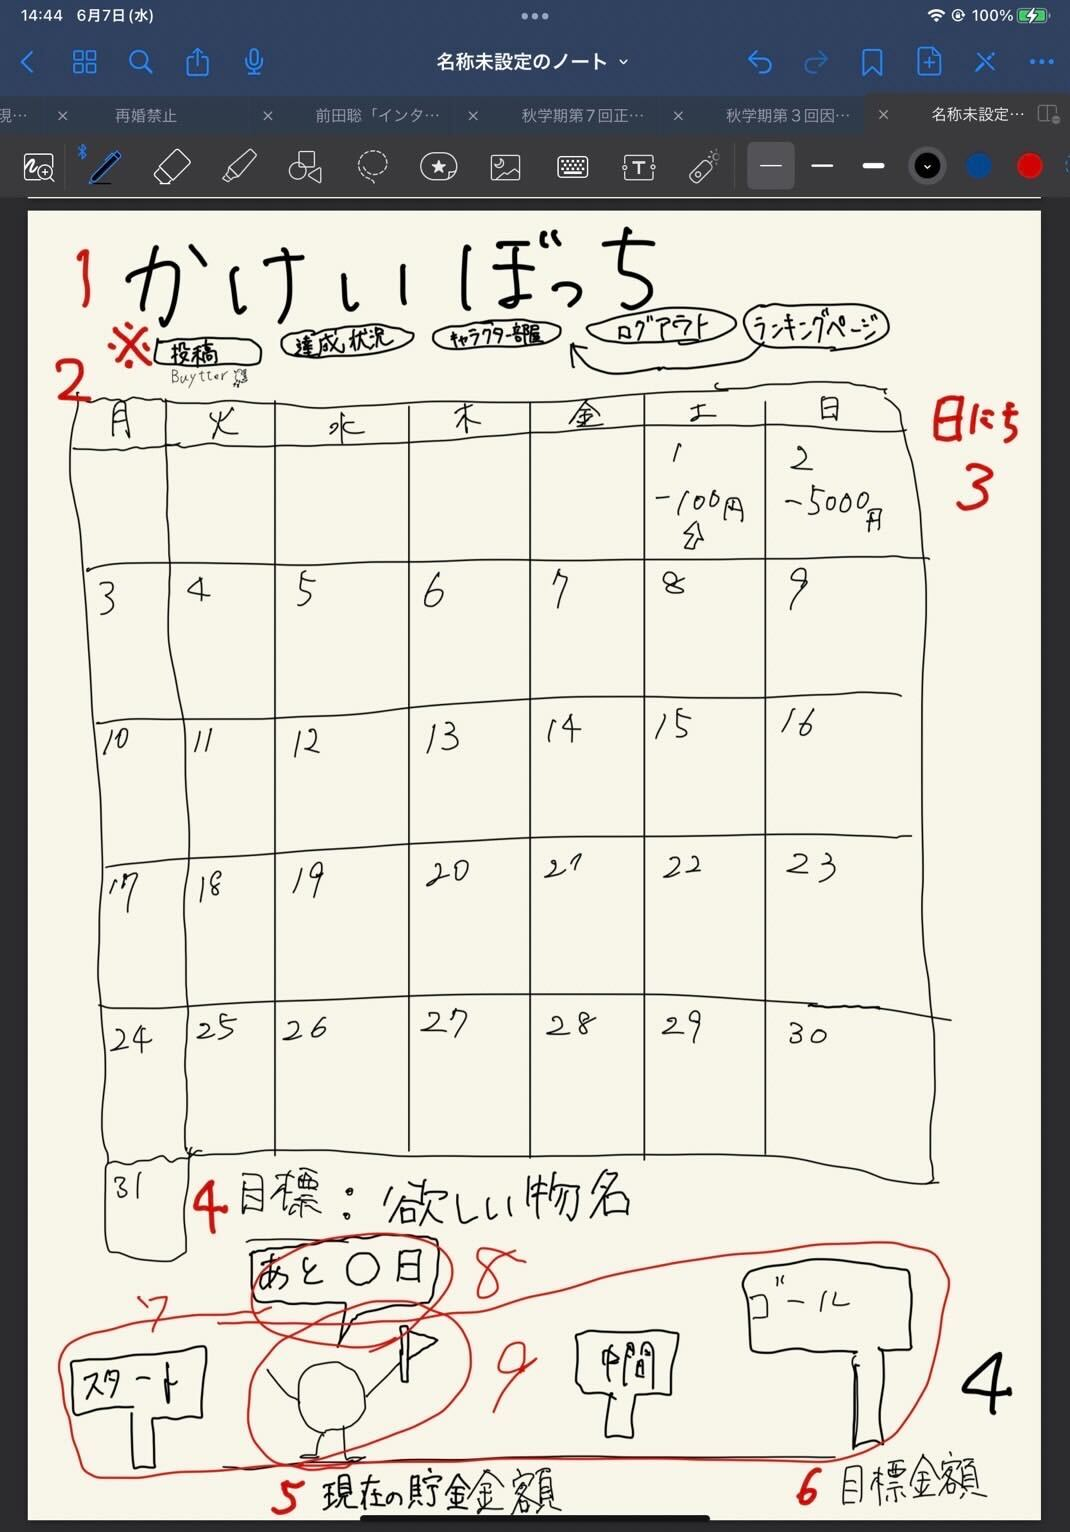 14:44 6月7日(水)
100%
名称未設定のノート
現… × 再婚禁止 × 前田聡「インタ… × 秋学期第7回正… × 秋学期第3回因… × 名称未設定…
1 かけいぼっち
※ 投稿 達成状況 キャラクター部屋 ログアウト ランキングページ
Buytter
2
月 火 水 木 金 土 日
日にち
3
1 2
-100円 -5000円
3 4 5 6 7 8 9
10 11 12 13 14 15 16
17 18 19 20 21 22 23
24 25 26 27 28 29 30
31
4 目標：欲しい物名
あと〇日 8
7
スタート 9 中間 ゴール
4
5 現在の貯金金額
6 目標金額